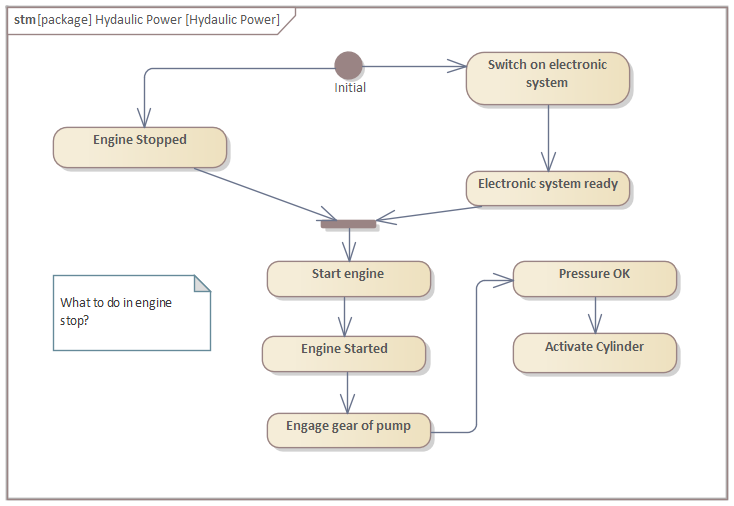 stm [package] Hydaulic Power [Hydaulic Power]
Initial
Switch on electronic
system
Engine Stopped
Electronic system ready
Start engine
Pressure OK
What to do in engine
stop?
Engine Started
Activate Cylinder
Engage gear of pump